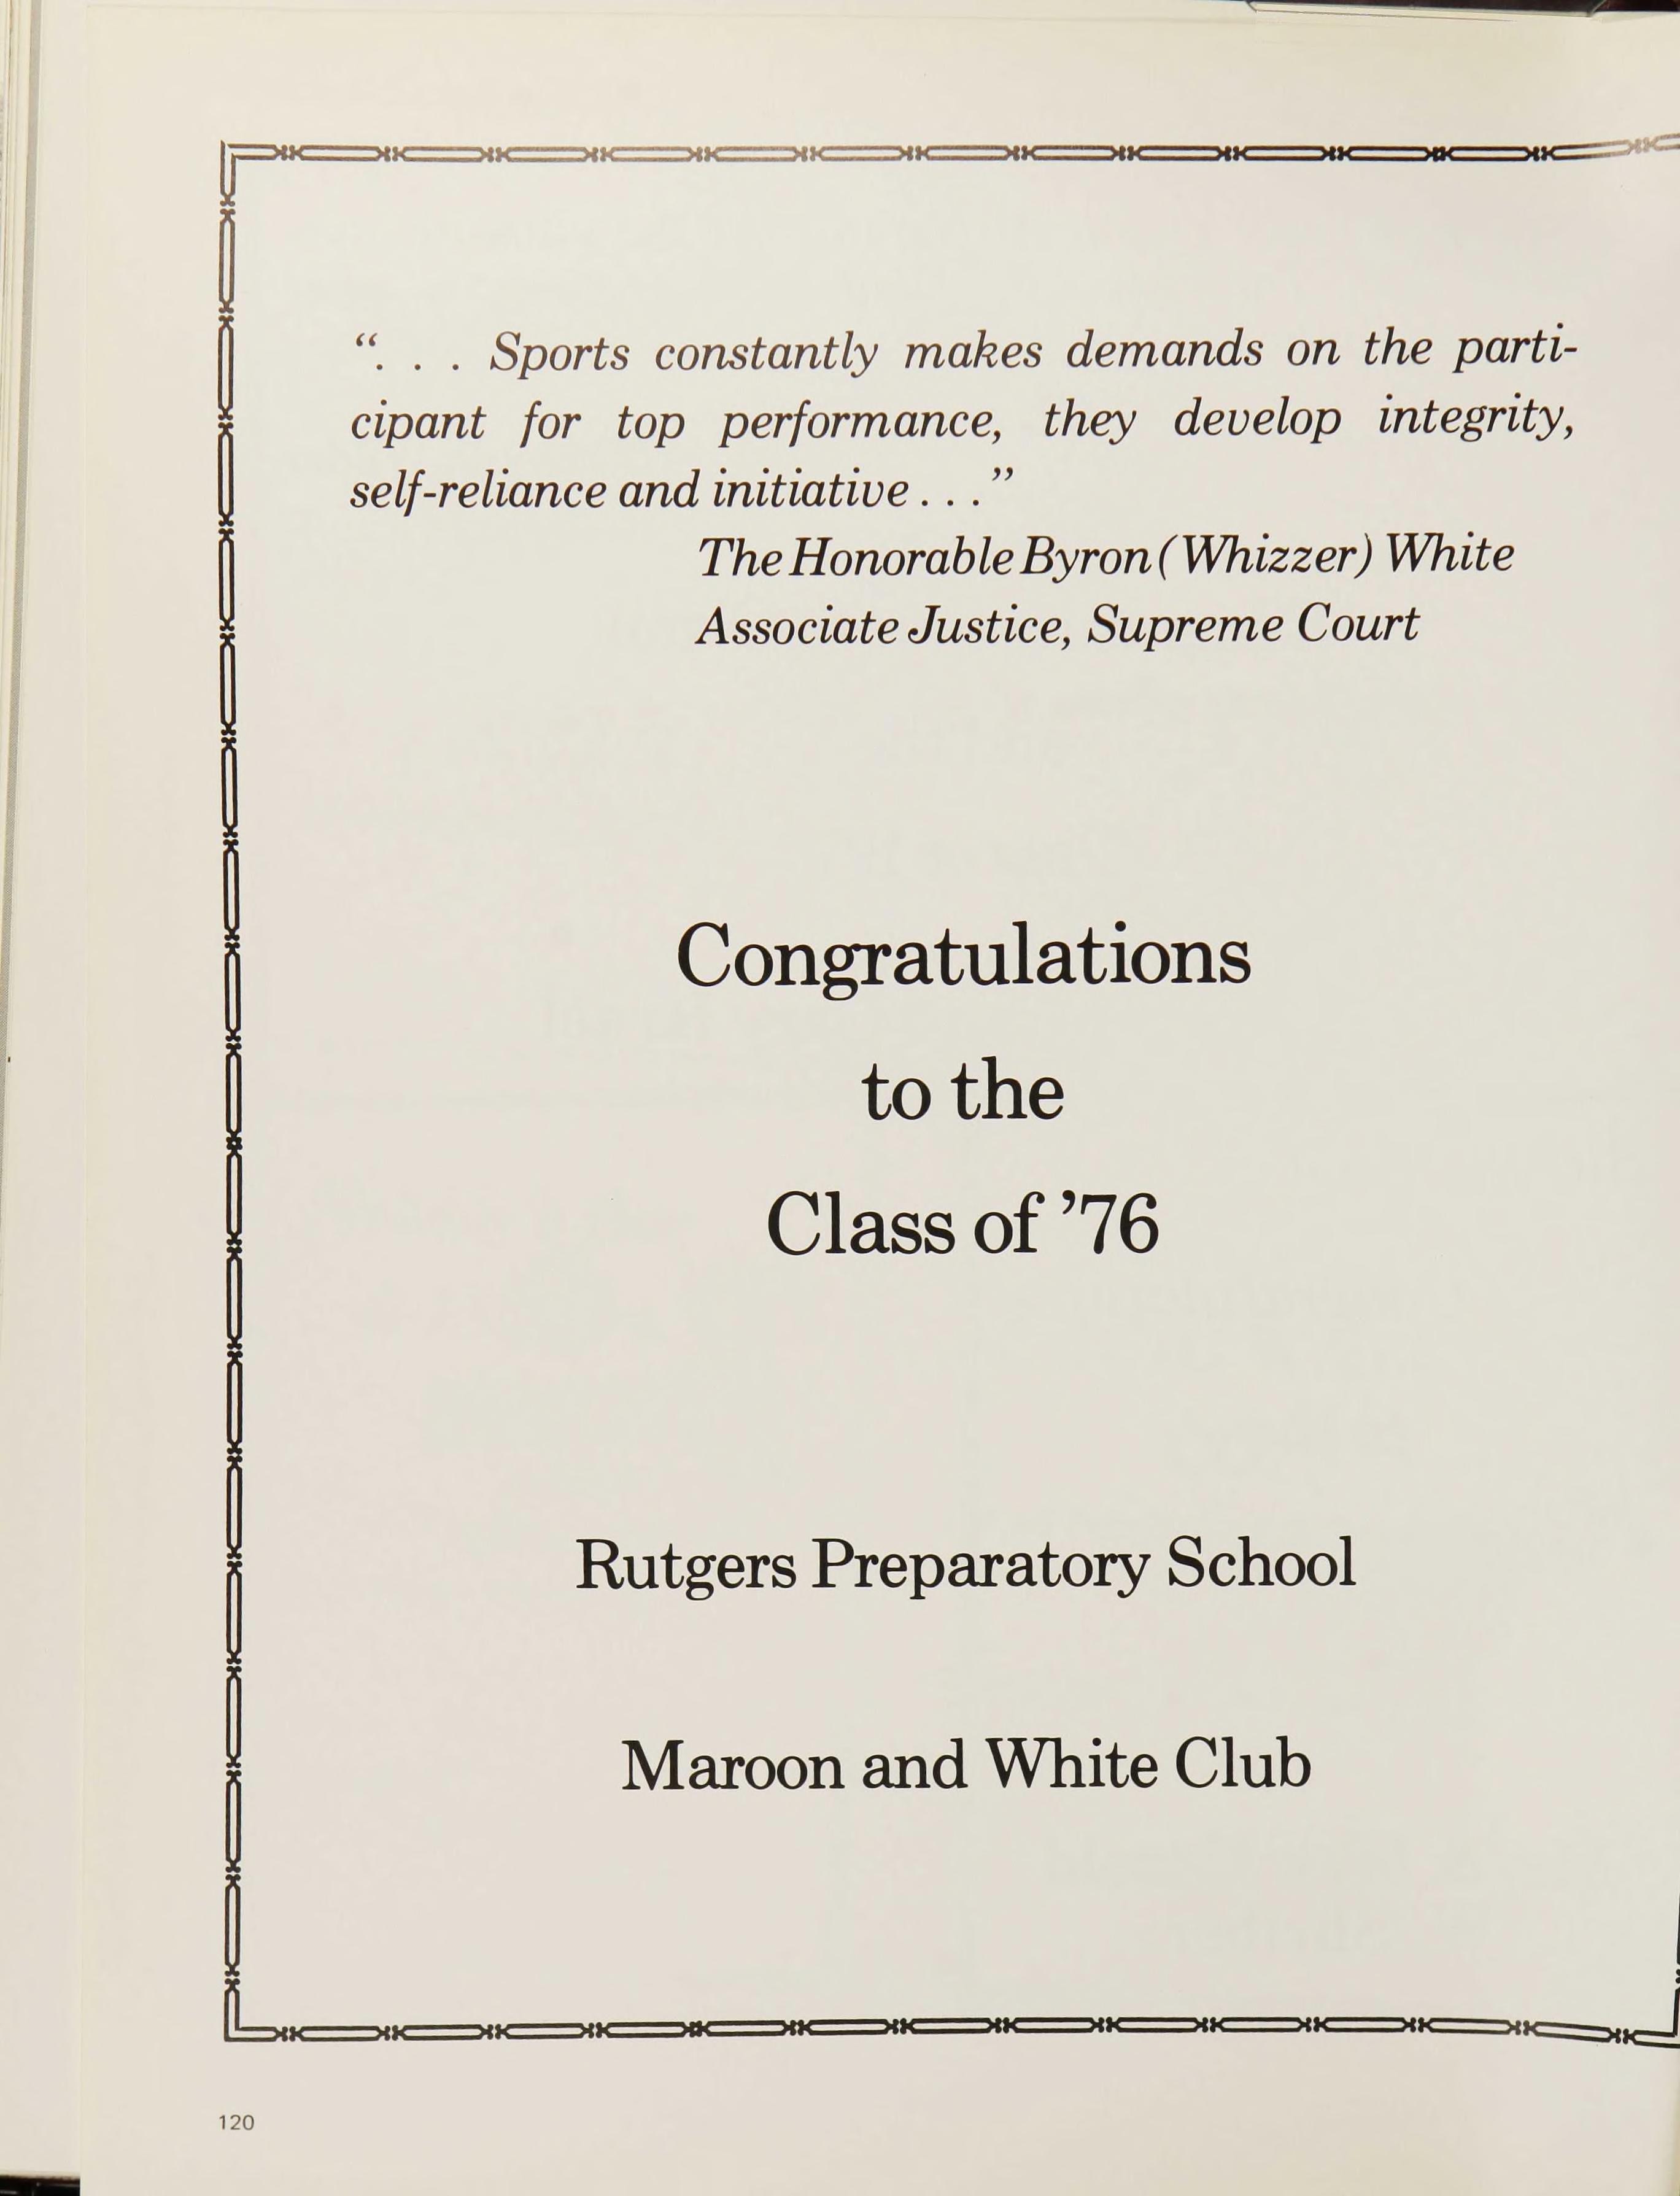 “. . . Sports constantly makes demands on the parti-
cipant for top performance, they develop integrity,
self-reliance and initiative . . .”
The Honorable Byron (Whizzer) White
Associate Justice, Supreme Court
Congratulations
to the
Class of ’76
Rutgers Preparatory School
Maroon and White Club
120